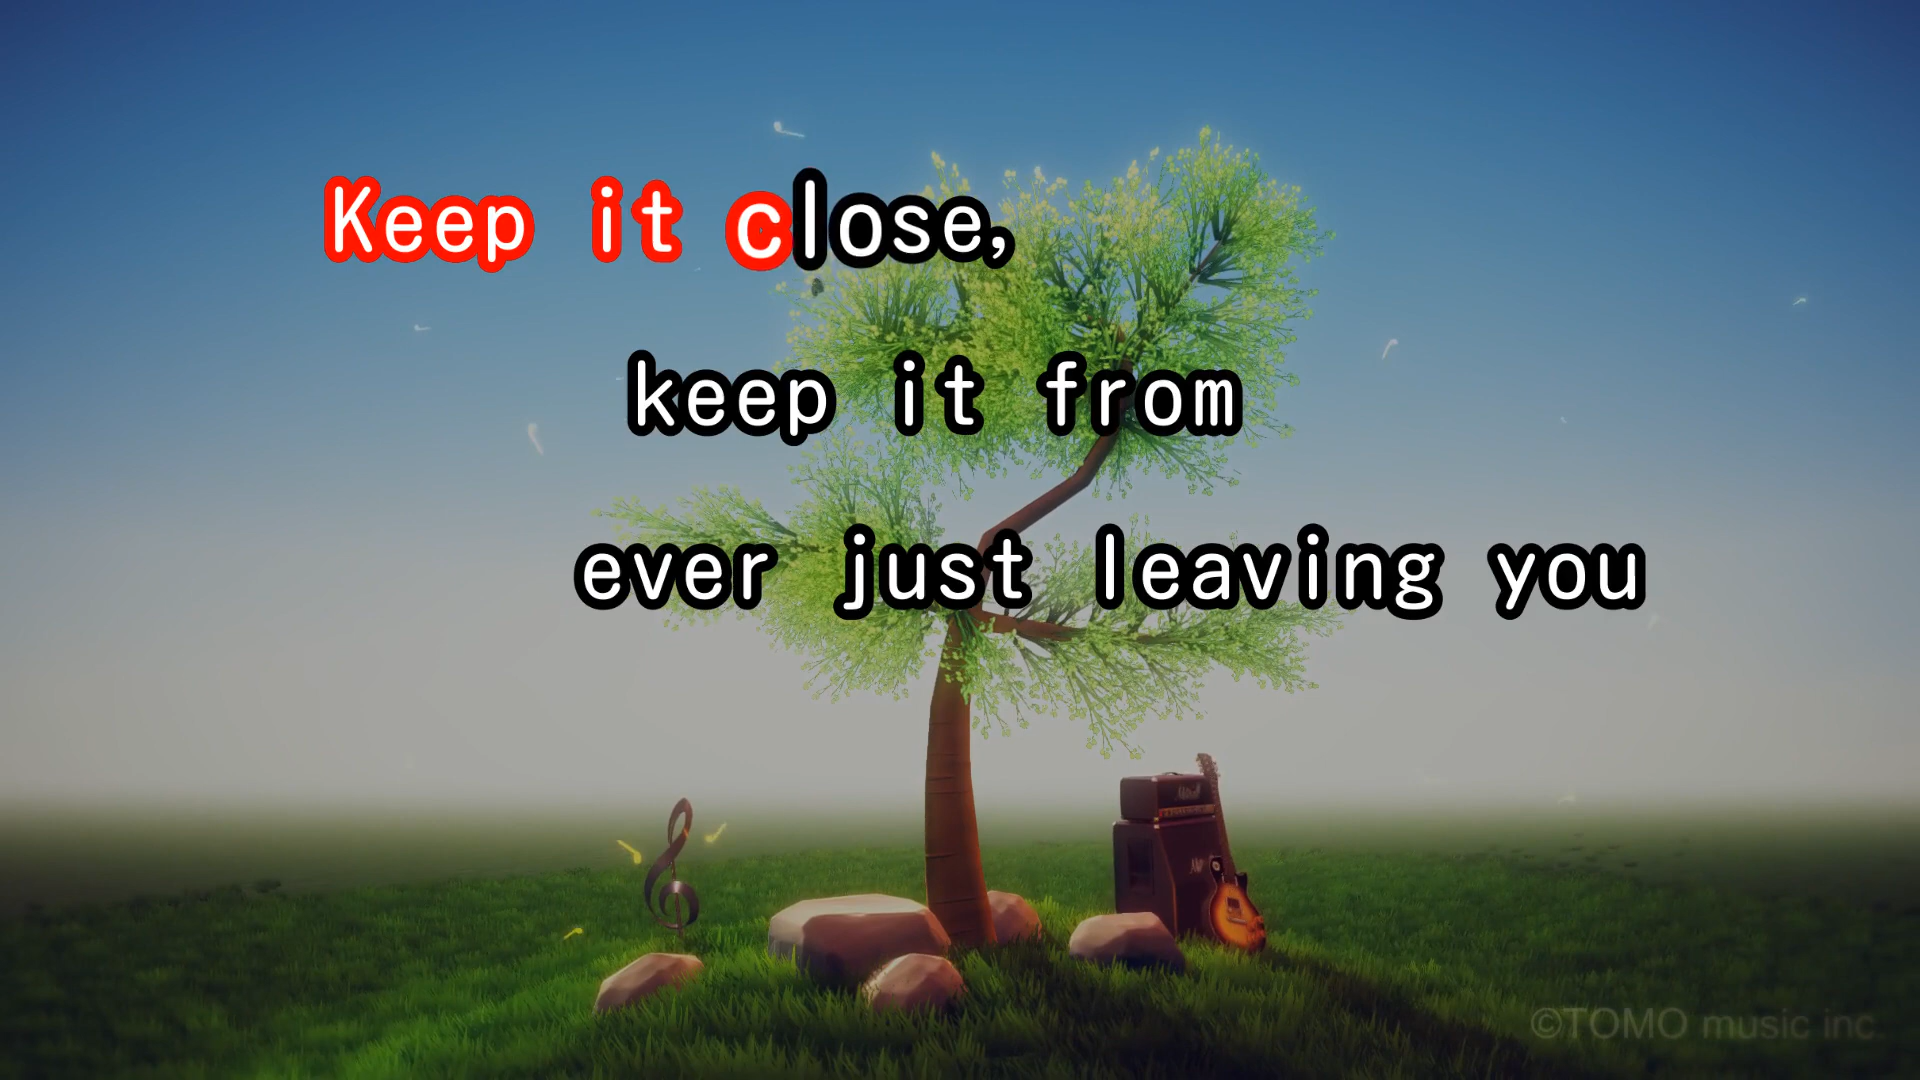 Keep it close,
keep it from
ever just leaving you
©TOMO music inc